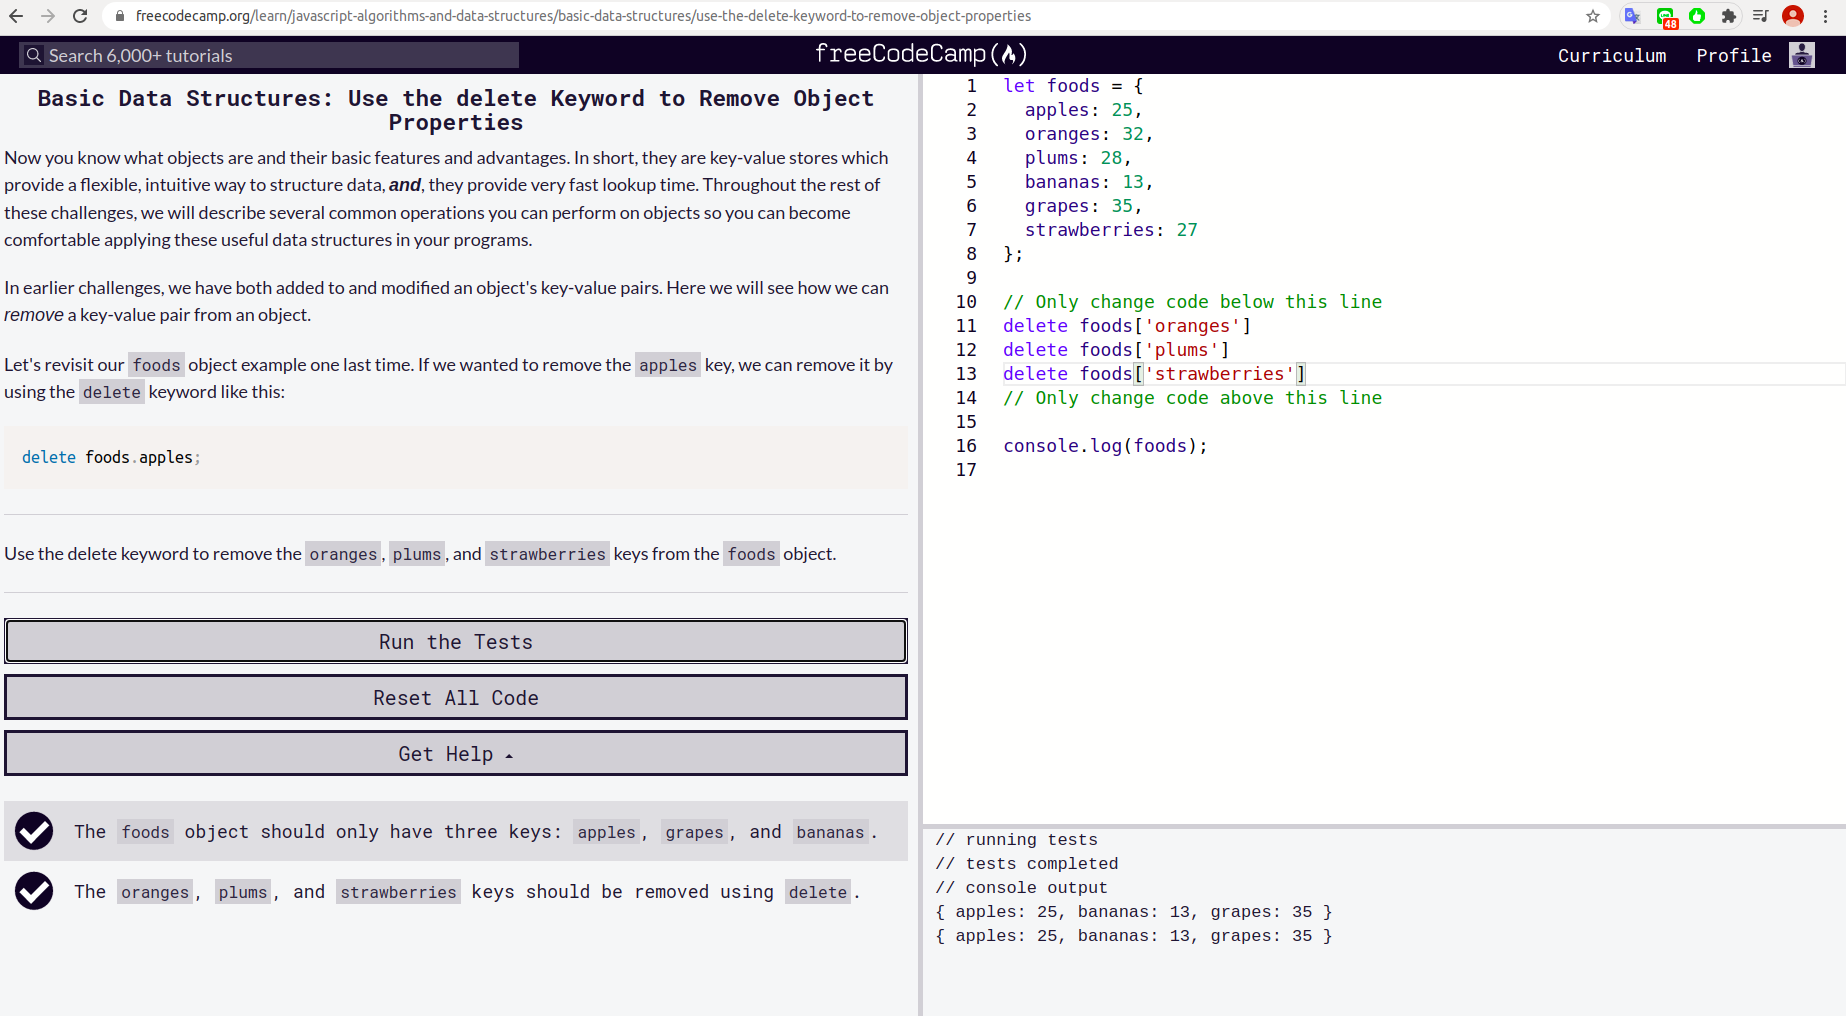 freecodecamp.org/learn/javascript-algorithms-and-data-structures/basic-data-structures/use-the-delete-keyword-to-remove-object-properties
48
Search 6,000+ tutorials
freeCodeCamp(🔥)
Curriculum
Profile
Basic Data Structures: Use the delete Keyword to Remove Object
Properties
Now you know what objects are and their basic features and advantages. In short, they are key-value stores which
provide a flexible, intuitive way to structure data, and, they provide very fast lookup time. Throughout the rest of
these challenges, we will describe several common operations you can perform on objects so you can become
comfortable applying these useful data structures in your programs.
In earlier challenges, we have both added to and modified an object's key-value pairs. Here we will see how we can
remove a key-value pair from an object.
Let's revisit our foods object example one last time. If we wanted to remove the apples key, we can remove it by
using the delete keyword like this:
delete foods.apples;
Use the delete keyword to remove the oranges, plums, and strawberries keys from the foods object.
Run the Tests
Reset All Code
Get Help
The foods object should only have three keys: apples, grapes, and bananas.
The oranges, plums, and strawberries keys should be removed using delete.
1 let foods = {
2 apples: 25,
3 oranges: 32,
4 plums: 28,
5 bananas: 13,
6 grapes: 35,
7 strawberries: 27
8 };
9
10 // Only change code below this line
11 delete foods['oranges']
12 delete foods['plums']
13 delete foods['strawberries']
14 // Only change code above this line
15
16 console.log(foods);
17
// running tests
// tests completed
// console output
{ apples: 25, bananas: 13, grapes: 35 }
{ apples: 25, bananas: 13, grapes: 35 }